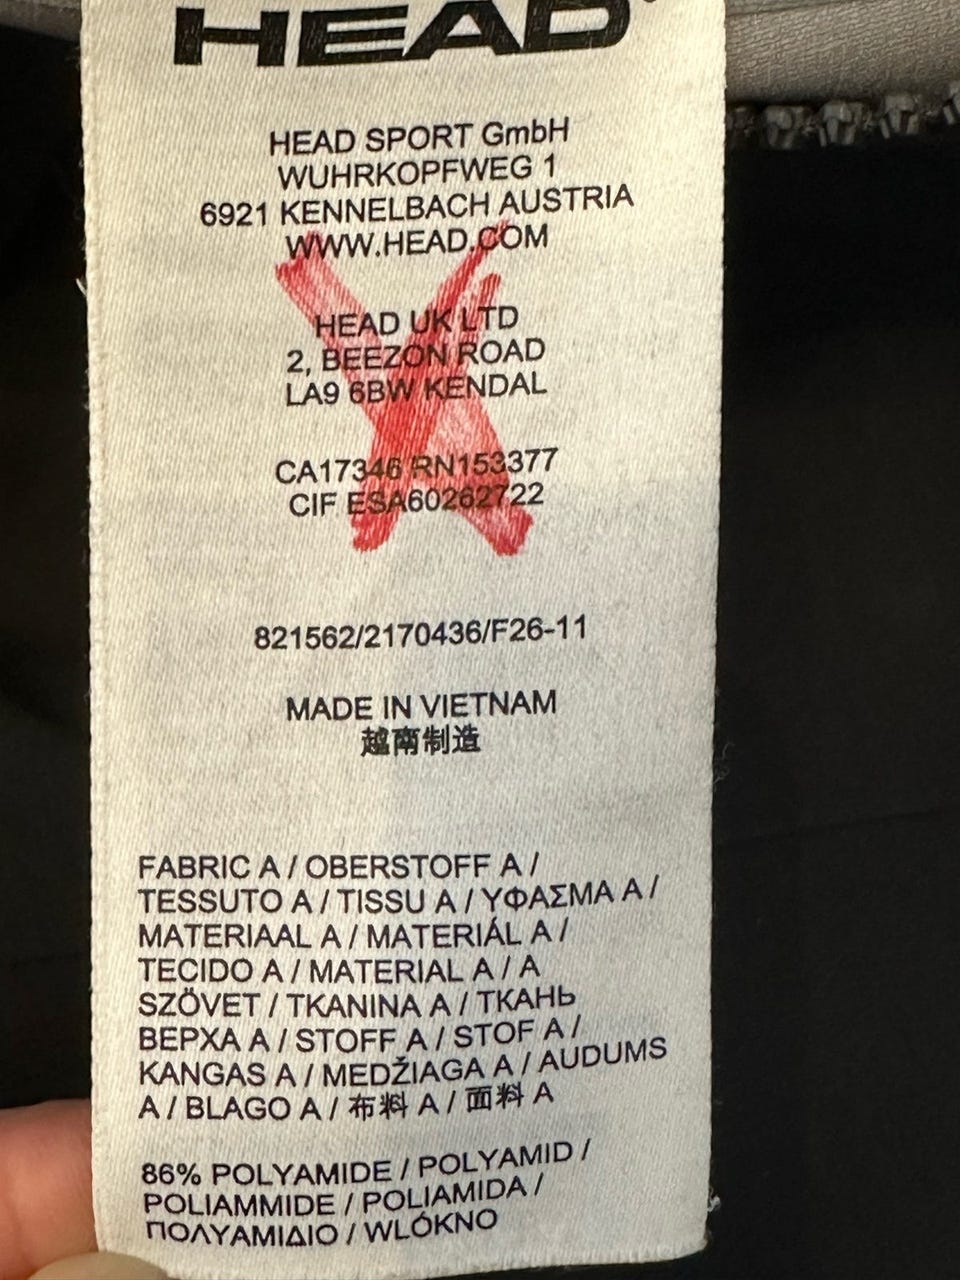 HEAD
HEAD SPORT GmbH
WUHRKOPFWEG 1
6921 KENNELBACH AUSTRIA
WWW.HEAD.COM
HEAD UK LTD
2, BEEZON ROAD
LA9 6BW KENDAL
CA17346 RN153377
CIF ESA60262722
821562/2170436/F26-11
MADE IN VIETNAM
越南制造
FABRIC A / OBERSTOFF A /
TESSUTO A / TISSU A / ΥΦΑΣΜΑ A /
MATERIAAL A / MATERIÁL A /
TECIDO A / MATERIAL A / A
SZÖVET / TKANINA A / ТКАНЬ
ВЕРХА A / STOFF A / STOF A /
KANGAS A / MEDŽIAGA A / AUDUMS
A / BLAGO A / 布料 A / 面料 A
86% POLYAMIDE / POLYAMID /
POLIAMMIDE / POLIAMIDA /
ΠΟΛΥΑΜΙΔΙΟ / WLÓKNO